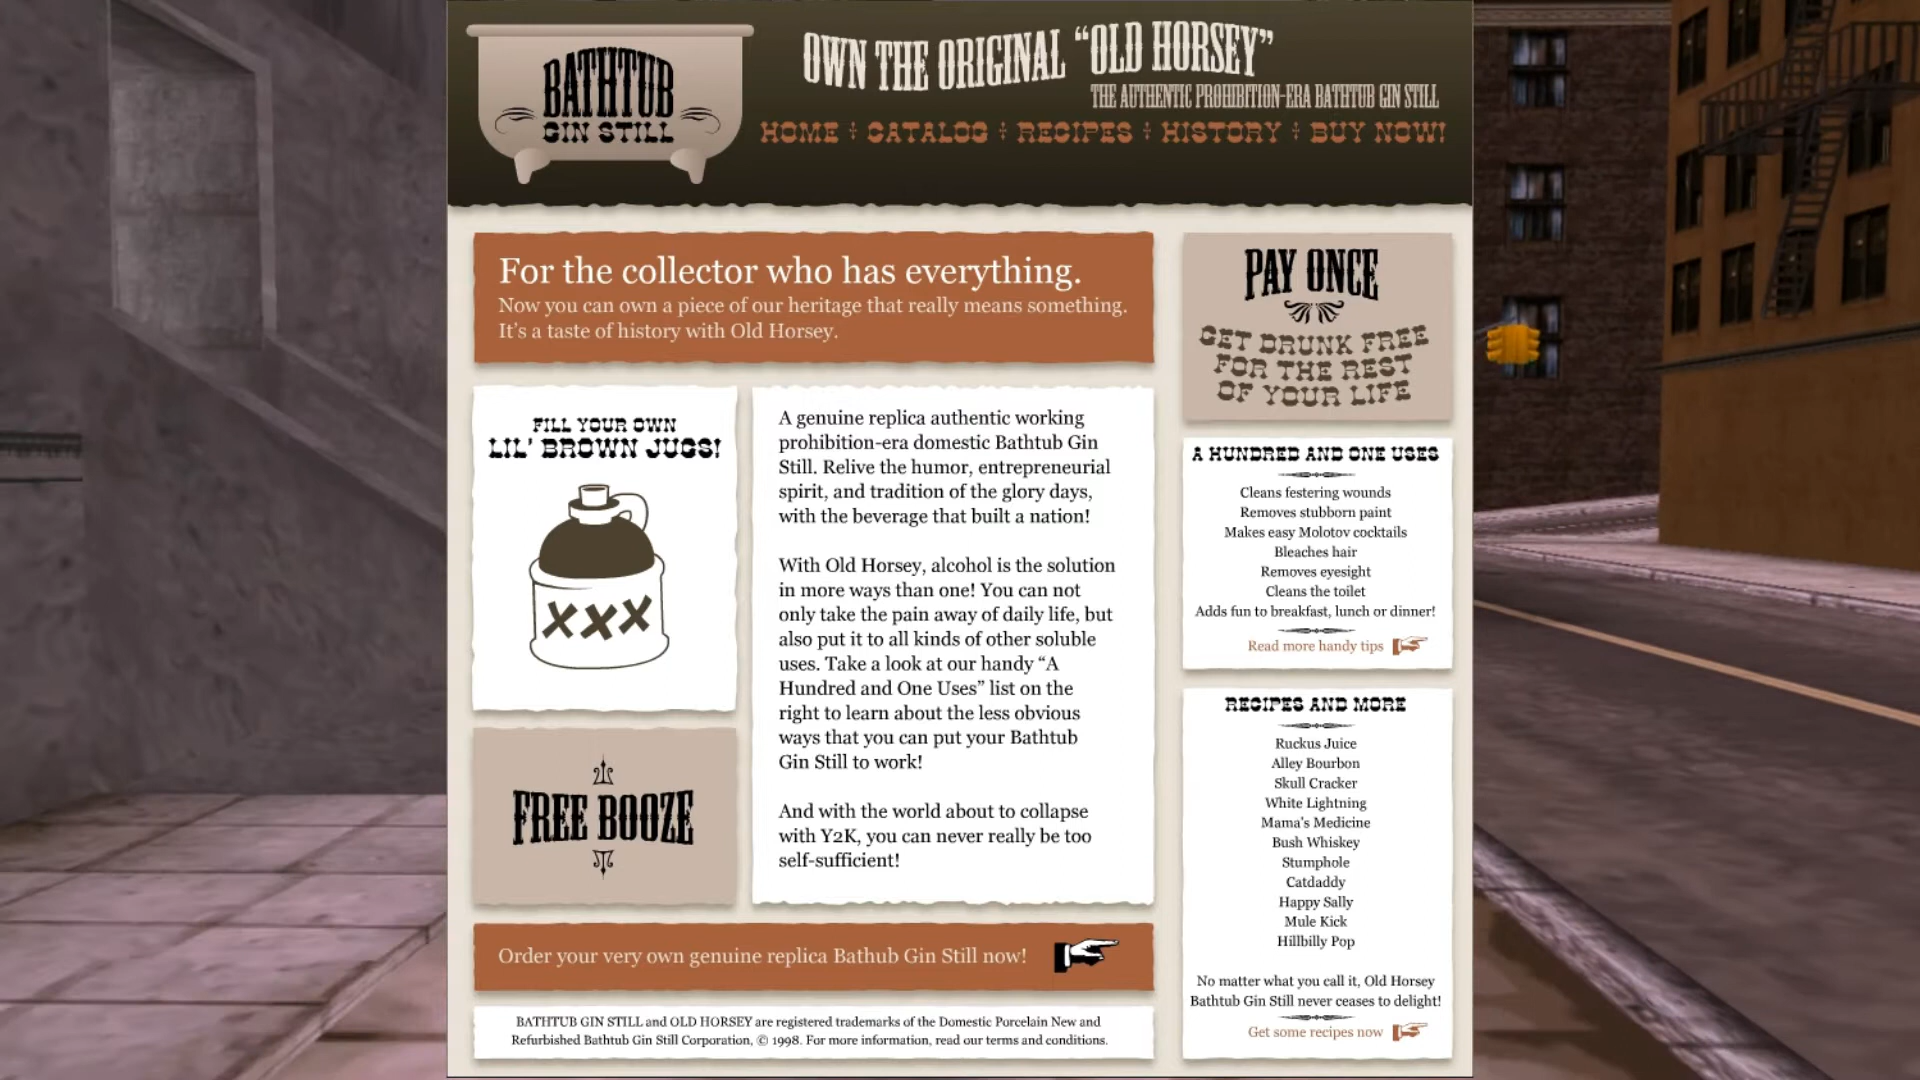 BATHTUB
GIN STILL
OWN THE ORIGINAL “OLD HORSEY”
THE AUTHENTIC PROHIBITION-ERA BATHTUB GIN STILL
HOME CATALOG RECIPES HISTORY BUY NOW!
For the collector who has everything.
Now you can own a piece of our heritage that really means something.
It’s a taste of history with Old Horsey.
FILL YOUR OWN
LIL’ BROWN JUGS!
XXX
FREE BOOZE
A genuine replica authentic working
prohibition-era domestic Bathtub Gin
Still. Relive the humor, entrepreneurial
spirit, and tradition of the glory days,
with the beverage that built a nation!
With Old Horsey, alcohol is the solution
in more ways than one! You can not
only take the pain away of daily life, but
also put it to all kinds of other soluble
uses. Take a look at our handy “A
Hundred and One Uses” list on the
right to learn about the less obvious
ways that you can put your Bathtub
Gin Still to work!
And with the world about to collapse
with Y2K, you can never really be too
self-sufficient!
Order your very own genuine replica Bathub Gin Still now!
BATHTUB GIN STILL and OLD HORSEY are registered trademarks of the Domestic Porcelain New and
Refurbished Bathtub Gin Still Corporation, © 1998. For more information, read our terms and conditions.
PAY ONCE
GET DRUNK FREE
FOR THE REST
OF YOUR LIFE
A HUNDRED AND ONE USES
Cleans festering wounds
Removes stubborn paint
Makes easy Molotov cocktails
Bleaches hair
Removes eyesight
Cleans the toilet
Adds fun to breakfast, lunch or dinner!
Read more handy tips
RECIPES AND MORE
Ruckus Juice
Alley Bourbon
Skull Cracker
White Lightning
Mama’s Medicine
Bush Whiskey
Stumphole
Catdaddy
Happy Sally
Mule Kick
Hillbilly Pop
No matter what you call it, Old Horsey
Bathtub Gin Still never ceases to delight!
Get some recipes now